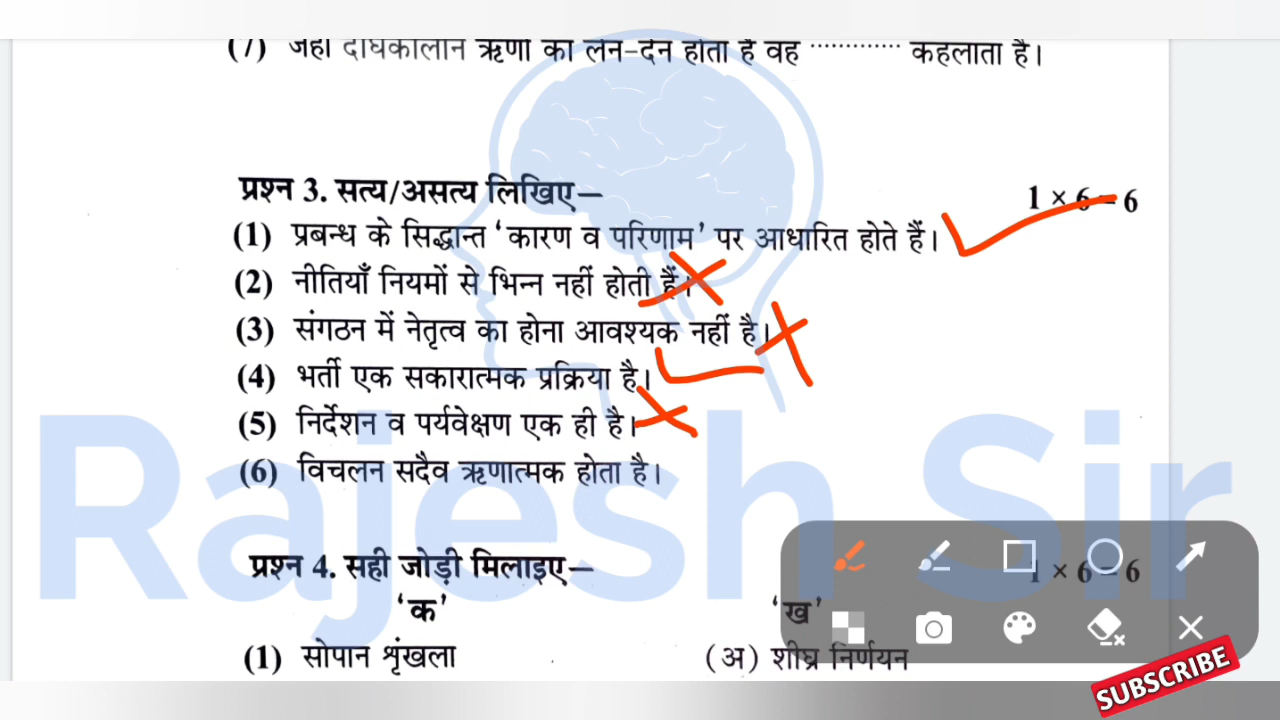 (7) जहाँ दीर्घकालीन ऋणों का लेन-देन होता है वह ............. कहलाता है।
प्रश्न 3. सत्य/असत्य लिखिए— 1 × 6 = 6
(1) प्रबन्ध के सिद्धान्त ‘कारण व परिणाम’ पर आधारित होते हैं।
(2) नीतियाँ नियमों से भिन्न नहीं होती हैं।
(3) संगठन में नेतृत्व का होना आवश्यक नहीं है।
(4) भर्ती एक सकारात्मक प्रक्रिया है।
(5) निर्देशन व पर्यवेक्षण एक ही है।
(6) विचलन सदैव ऋणात्मक होता है।
Rajesh Sir
प्रश्न 4. सही जोड़ी मिलाइए— 1 × 6 = 6
‘क’ ‘ख’
(1) सोपान शृंखला (अ) शीघ्र निर्णयन
SUBSCRIBE